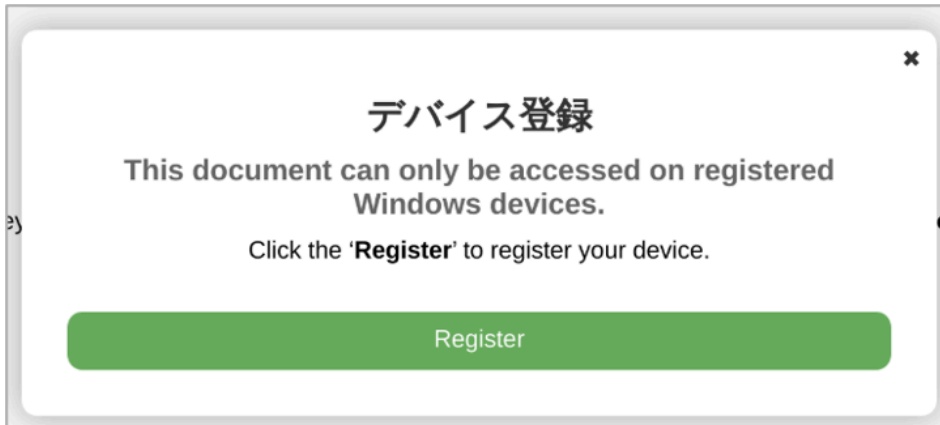 ✖
デバイス登録
This document can only be accessed on registered
Windows devices.
ey
Click the ‘Register’ to register your device.
Register